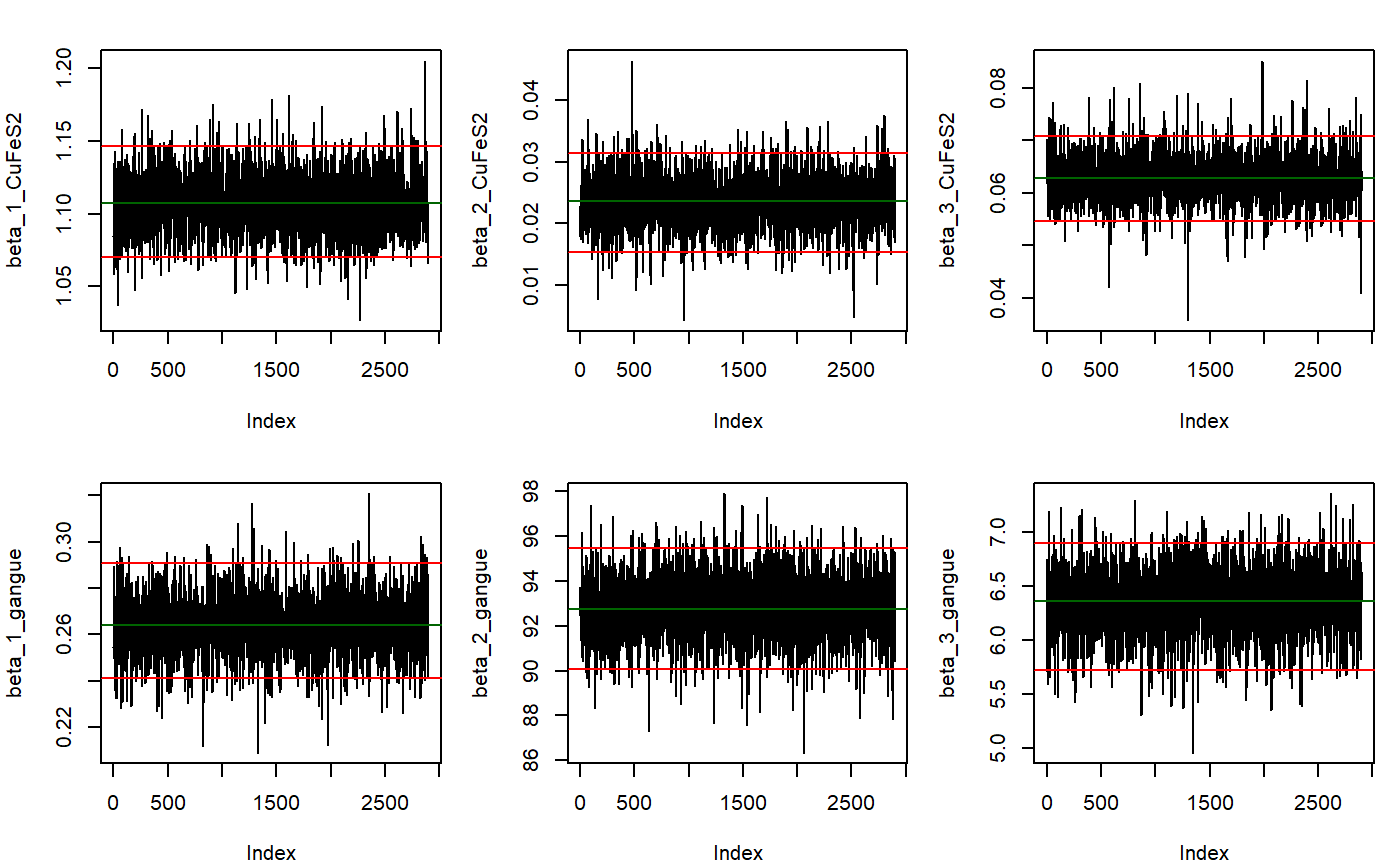 beta_1_CuFeS2
1.05 1.10 1.15 1.20
0 500 1500 2500
Index
beta_2_CuFeS2
0.01 0.02 0.03 0.04
0 500 1500 2500
Index
beta_3_CuFeS2
0.04 0.06 0.08
0 500 1500 2500
Index
beta_1_gangue
0.22 0.26 0.30
0 500 1500 2500
Index
beta_2_gangue
86 88 90 92 94 96 98
0 500 1500 2500
Index
beta_3_gangue
5.0 5.5 6.0 6.5 7.0
0 500 1500 2500
Index